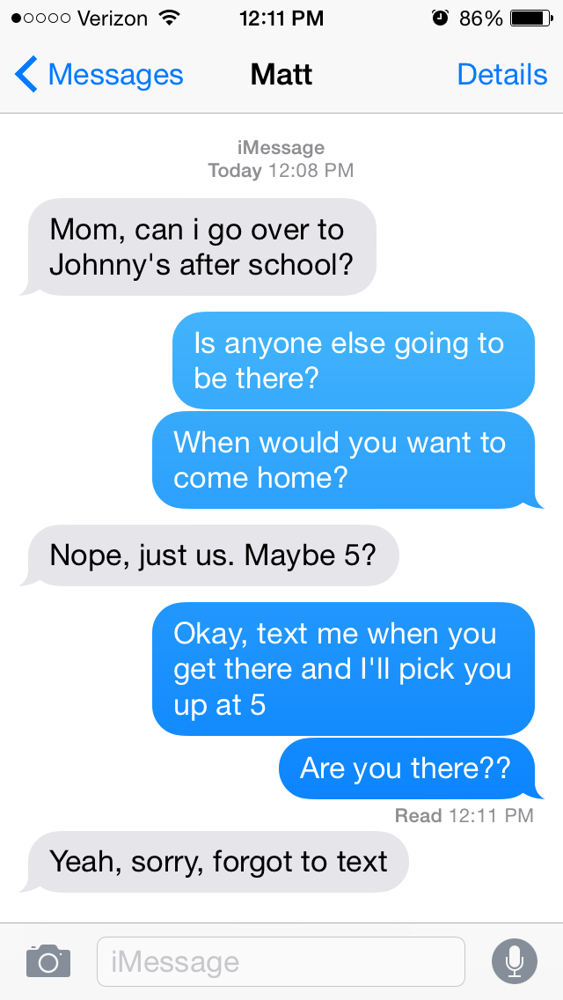 Verizon 12:11 PM 86%
Messages Matt Details
iMessage
Today 12:08 PM
Mom, can i go over to
Johnny's after school?
Is anyone else going to
be there?
When would you want to
come home?
Nope, just us. Maybe 5?
Okay, text me when you
get there and I'll pick you
up at 5
Are you there??
Read 12:11 PM
Yeah, sorry, forgot to text
iMessage